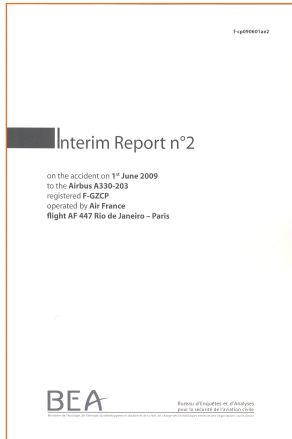 f-cp090601ae2
Interim Report n°2
on the accident on 1st June 2009
to the Airbus A330-203
registered F-GZCP
operated by Air France
flight AF 447 Rio de Janeiro – Paris
BEA
Bureau d'Enquêtes et d'Analyses
pour la sécurité de l'aviation civile